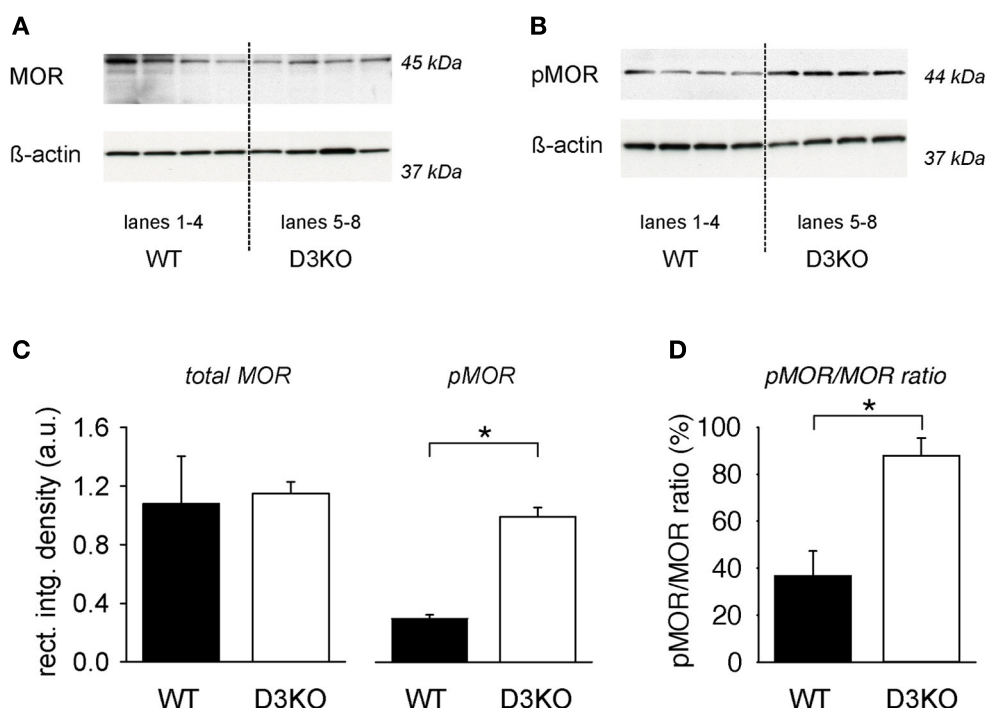 A
MOR
45 kDa
ß-actin
37 kDa
lanes 1-4
lanes 5-8
WT
D3KO
B
pMOR
44 kDa
ß-actin
37 kDa
lanes 1-4
lanes 5-8
WT
D3KO
C
total MOR
pMOR
rect. intg. density (a.u.)
1.6
1.2
0.8
0.4
0.0
*
WT
D3KO
WT
D3KO
D
pMOR/MOR ratio
pMOR/MOR ratio (%)
100
80
60
40
20
0
*
WT
D3KO